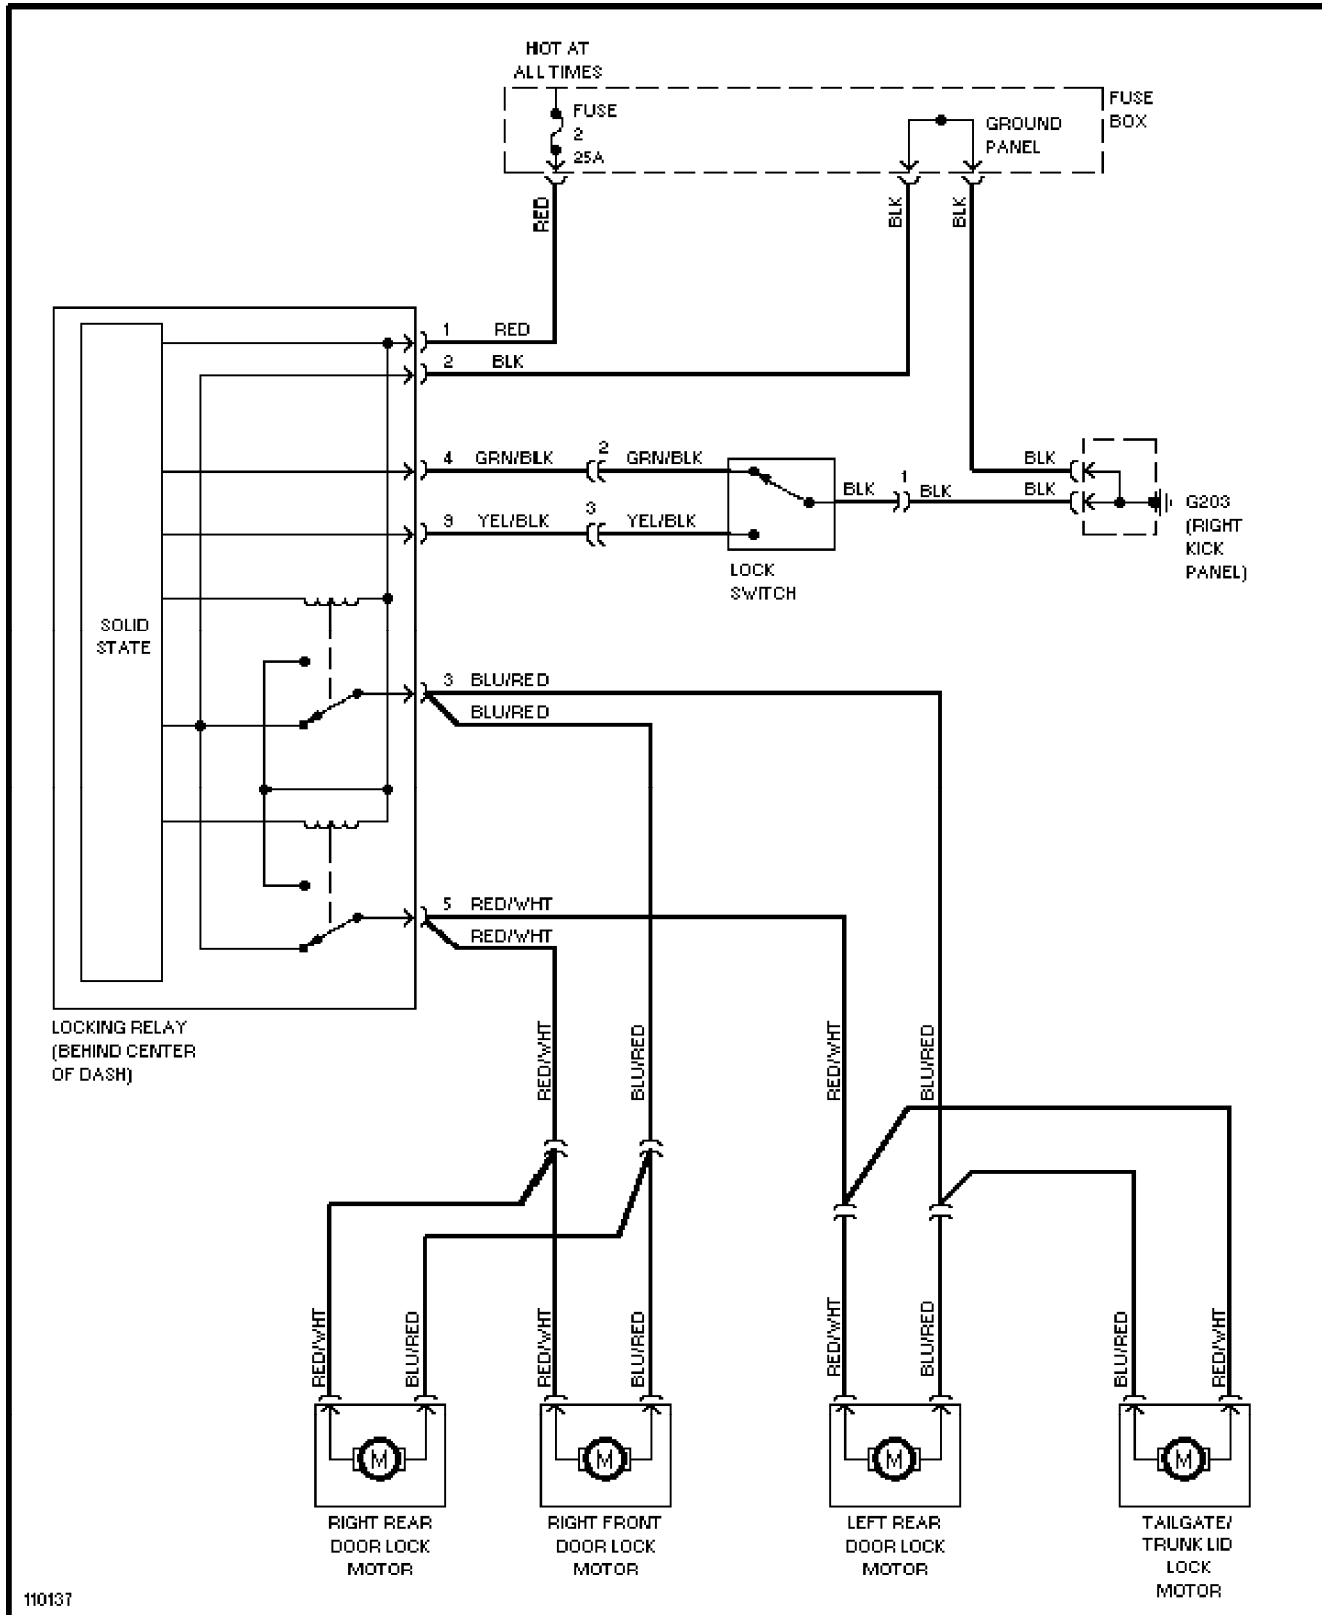 HOT AT
ALL TIMES
FUSE
2
25A
GROUND
PANEL
FUSE
BOX
RED
BLK
BLK
1 RED
2 BLK
4 GRN/BLK 2 GRN/BLK
9 YEL/BLK 3 YEL/BLK
BLK 1 BLK
BLK
BLK
G203
(RIGHT
KICK
PANEL)
LOCK
SWITCH
SOLID
STATE
3 BLU/RED
BLU/RED
5 RED/WHT
RED/WHT
LOCKING RELAY
(BEHIND CENTER
OF DASH)
RED/WHT
BLU/RED
RED/WHT
BLU/RED
RED/WHT
BLU/RED
RED/WHT
BLU/RED
RED/WHT
BLU/RED
BLU/RED
RED/WHT
M
M
M
M
RIGHT REAR
DOOR LOCK
MOTOR
RIGHT FRONT
DOOR LOCK
MOTOR
LEFT REAR
DOOR LOCK
MOTOR
TAILGATE/
TRUNK LID
LOCK
MOTOR
110137